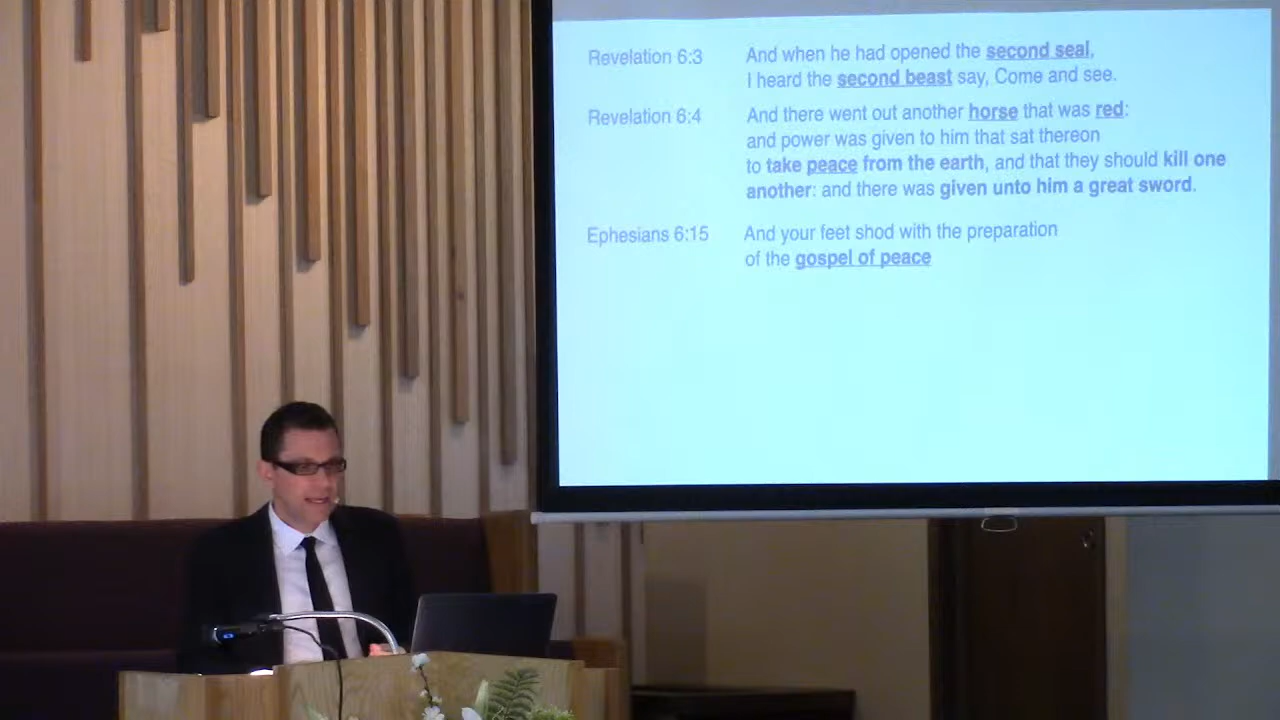 Revelation 6:3 And when he had opened the second seal,
I heard the second beast say, Come and see.
Revelation 6:4 And there went out another horse that was red:
and power was given to him that sat thereon
to take peace from the earth, and that they should kill one
another: and there was given unto him a great sword.
Ephesians 6:15 And your feet shod with the preparation
of the gospel of peace